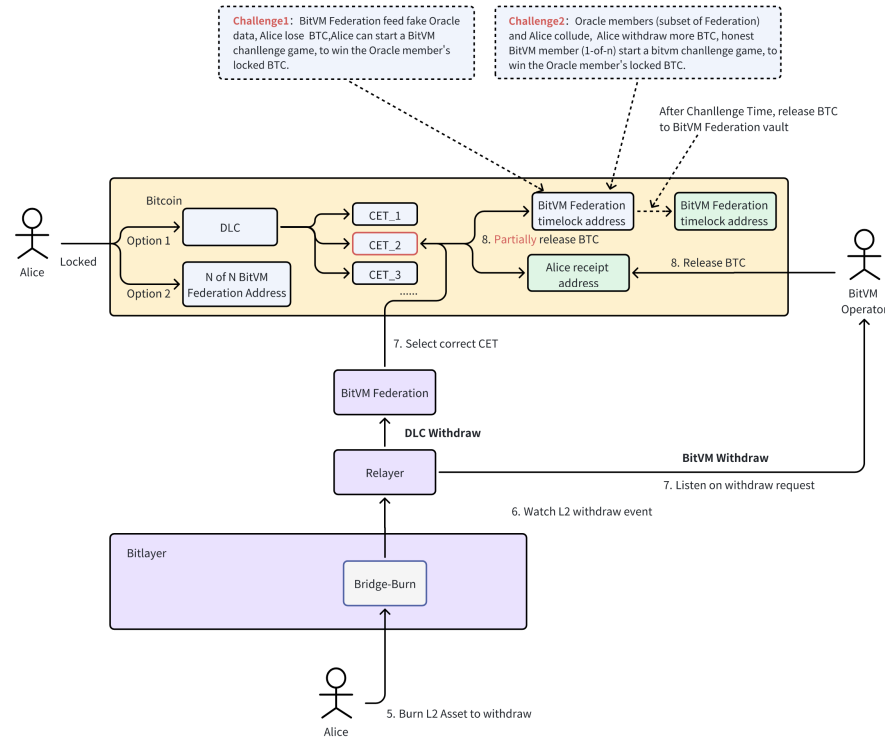 Challenge1: BitVM Federation feed fake Oracle
data, Alice lose BTC,Alice can start a BitVM
chanllenge game, to win the Oracle member's
locked BTC.
Challenge2: Oracle members (subset of Federation)
and Alice collude, Alice withdraw more BTC, honest
BitVM member (1-of-n) start a bitvm chanllenge game, to
win the Oracle member's locked BTC.
After Chanllenge Time, release BTC
to BitVM Federation vault
Bitcoin
Alice
Locked
Option 1
Option 2
DLC
N of N BitVM
Federation Address
CET_1
CET_2
CET_3
......
8. Partially release BTC
BitVM Federation
timelock address
BitVM Federation
timelock address
Alice receipt
address
8. Release BTC
BitVM
Operator
7. Select correct CET
BitVM Federation
DLC Withdraw
Relayer
BitVM Withdraw
7. Listen on withdraw request
6. Watch L2 withdraw event
Bitlayer
Bridge-Burn
5. Burn L2 Asset to withdraw
Alice